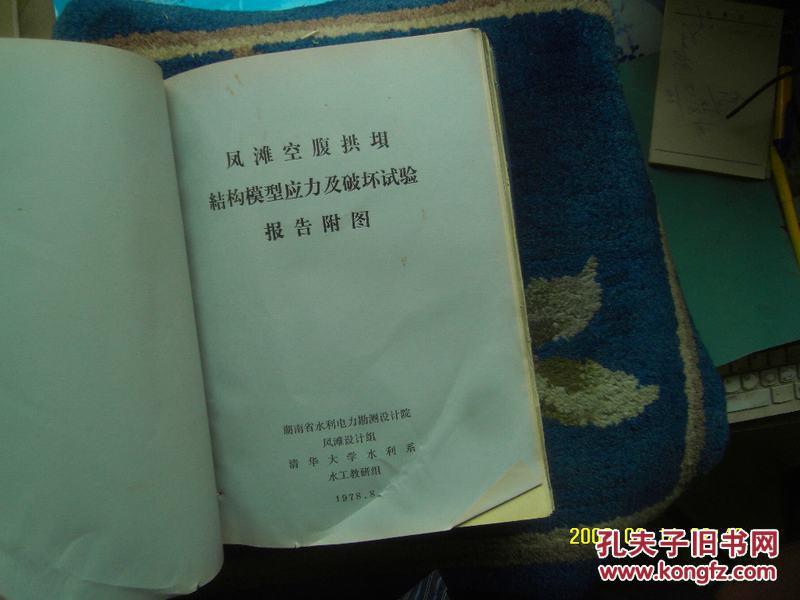 凤滩空腹拱坝
結构模型应力及破坏试验
报告附图
湖南省水利电力勘测设计院
风滩设计组
清华大学水利系
水工教研组
1978.8.
孔夫子旧书网
www.kongfz.com